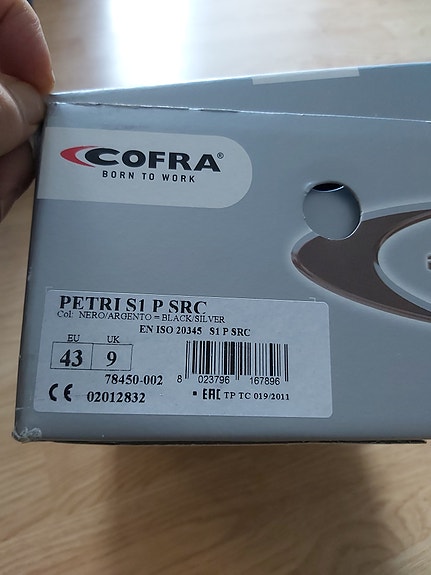 COFRA®
BORN TO WORK
PETRI S1 P SRC
Col: NERO/ARGENTO = BLACK/SILVER
EN ISO 20345 S1 P SRC
EU UK
43 9
78450-002
8 023796 167896
CE 02012832
EAC TP TC 019/2011